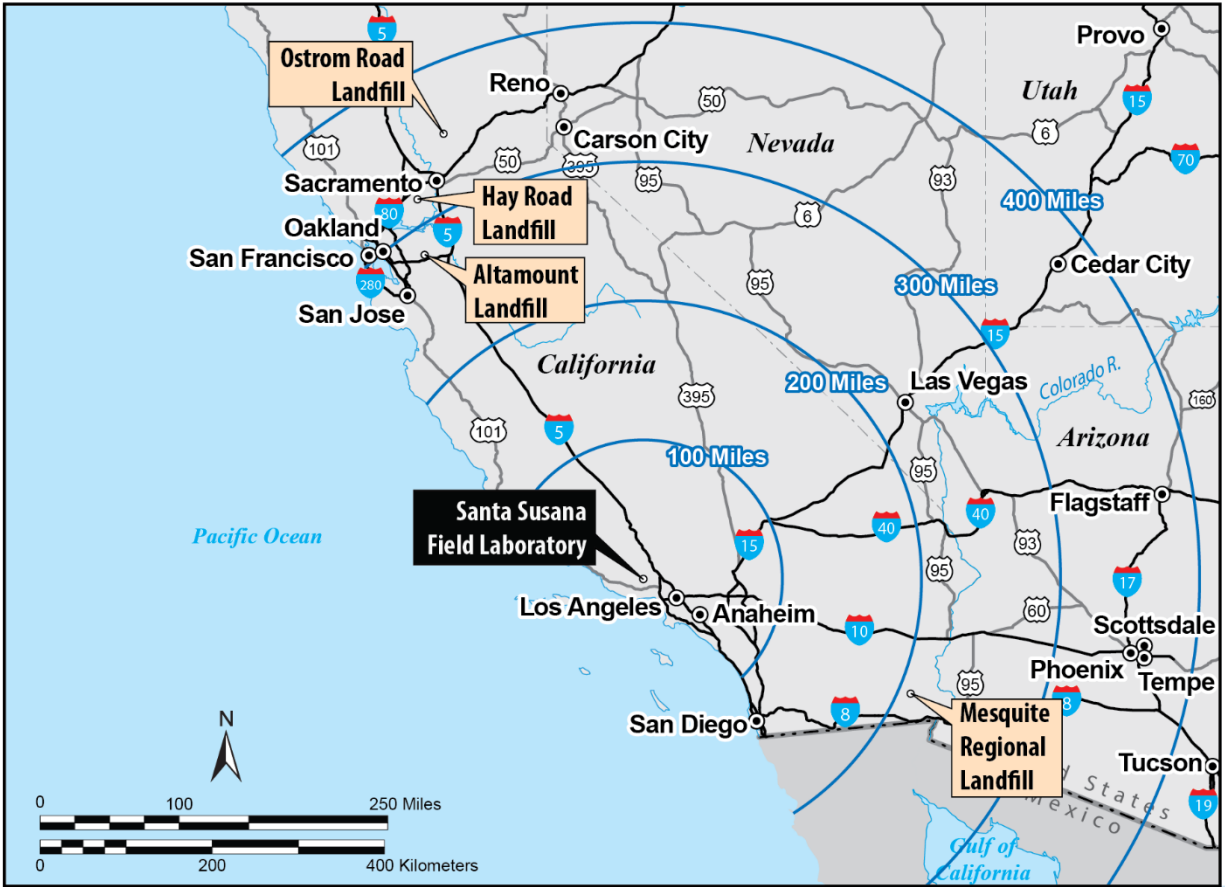 5
Provo
Ostrom Road
Landfill
Reno
Utah
50
15
Carson City
Nevada
6
101
50
395
70
Sacramento
95
93
400 Miles
Hay Road
Landfill
80
6
Oakland
5
San Francisco
Altamount
Landfill
Cedar City
280
95
300 Miles
San Jose
15
California
200 Miles
Las Vegas
Colorado R.
395
160
5
101
Arizona
100 Miles
95
Flagstaff
Santa Susana
Field Laboratory
40
40
Pacific Ocean
15
93
95
17
Los Angeles
Anaheim
60
10
Scottsdale
Phoenix
Tempe
95
N
San Diego
8
Mesquite
Regional
Landfill
8
Tucson
United States
Mexico
19
0 100 250 Miles
0 200 400 Kilometers
Gulf of
California